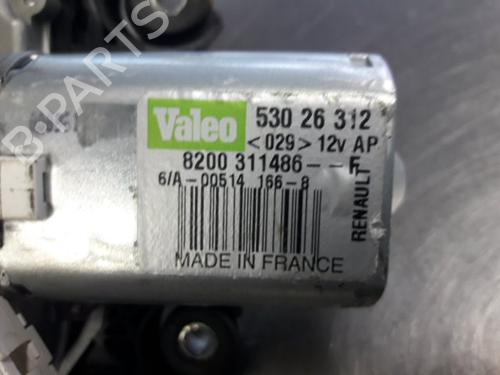 B-PARTS
Valeo 530 26 312
<029> 12v AP
8200 311486--F
6/A-00514 166-8
RENAULT
MADE IN FRANCE